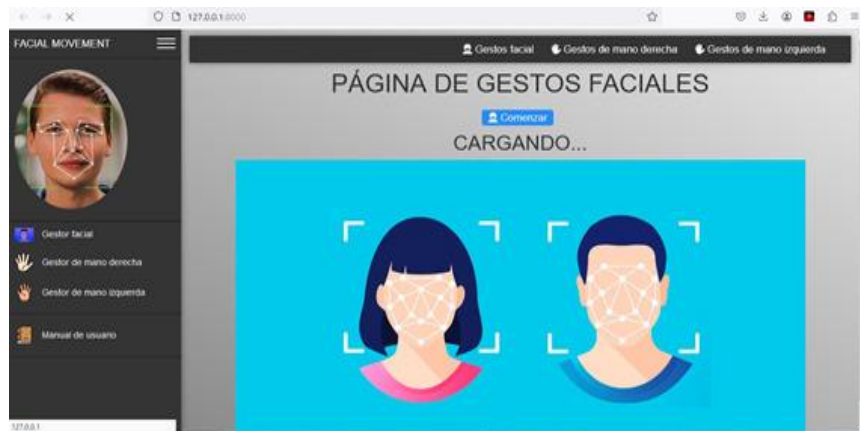 127.0.0.1:8000
FACIAL MOVEMENT
Gestos facial Gestos de mano derecha Gestos de mano izquierda
PÁGINA DE GESTOS FACIALES
Comenzar
CARGANDO...
Gestor facial
Gestor de mano derecha
Gestor de mano izquierda
Manual de usuario
127.0.0.1